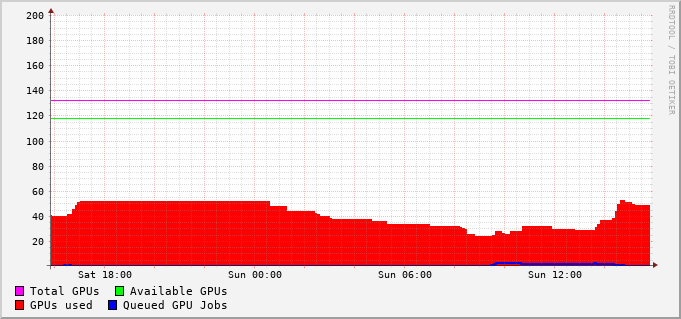 200
180
160
140
120
100
80
60
40
20
Sat 18:00 Sun 00:00 Sun 06:00 Sun 12:00
Total GPUs Available GPUs
GPUs used Queued GPU Jobs
RRDTOOL / TOBI OETIKER